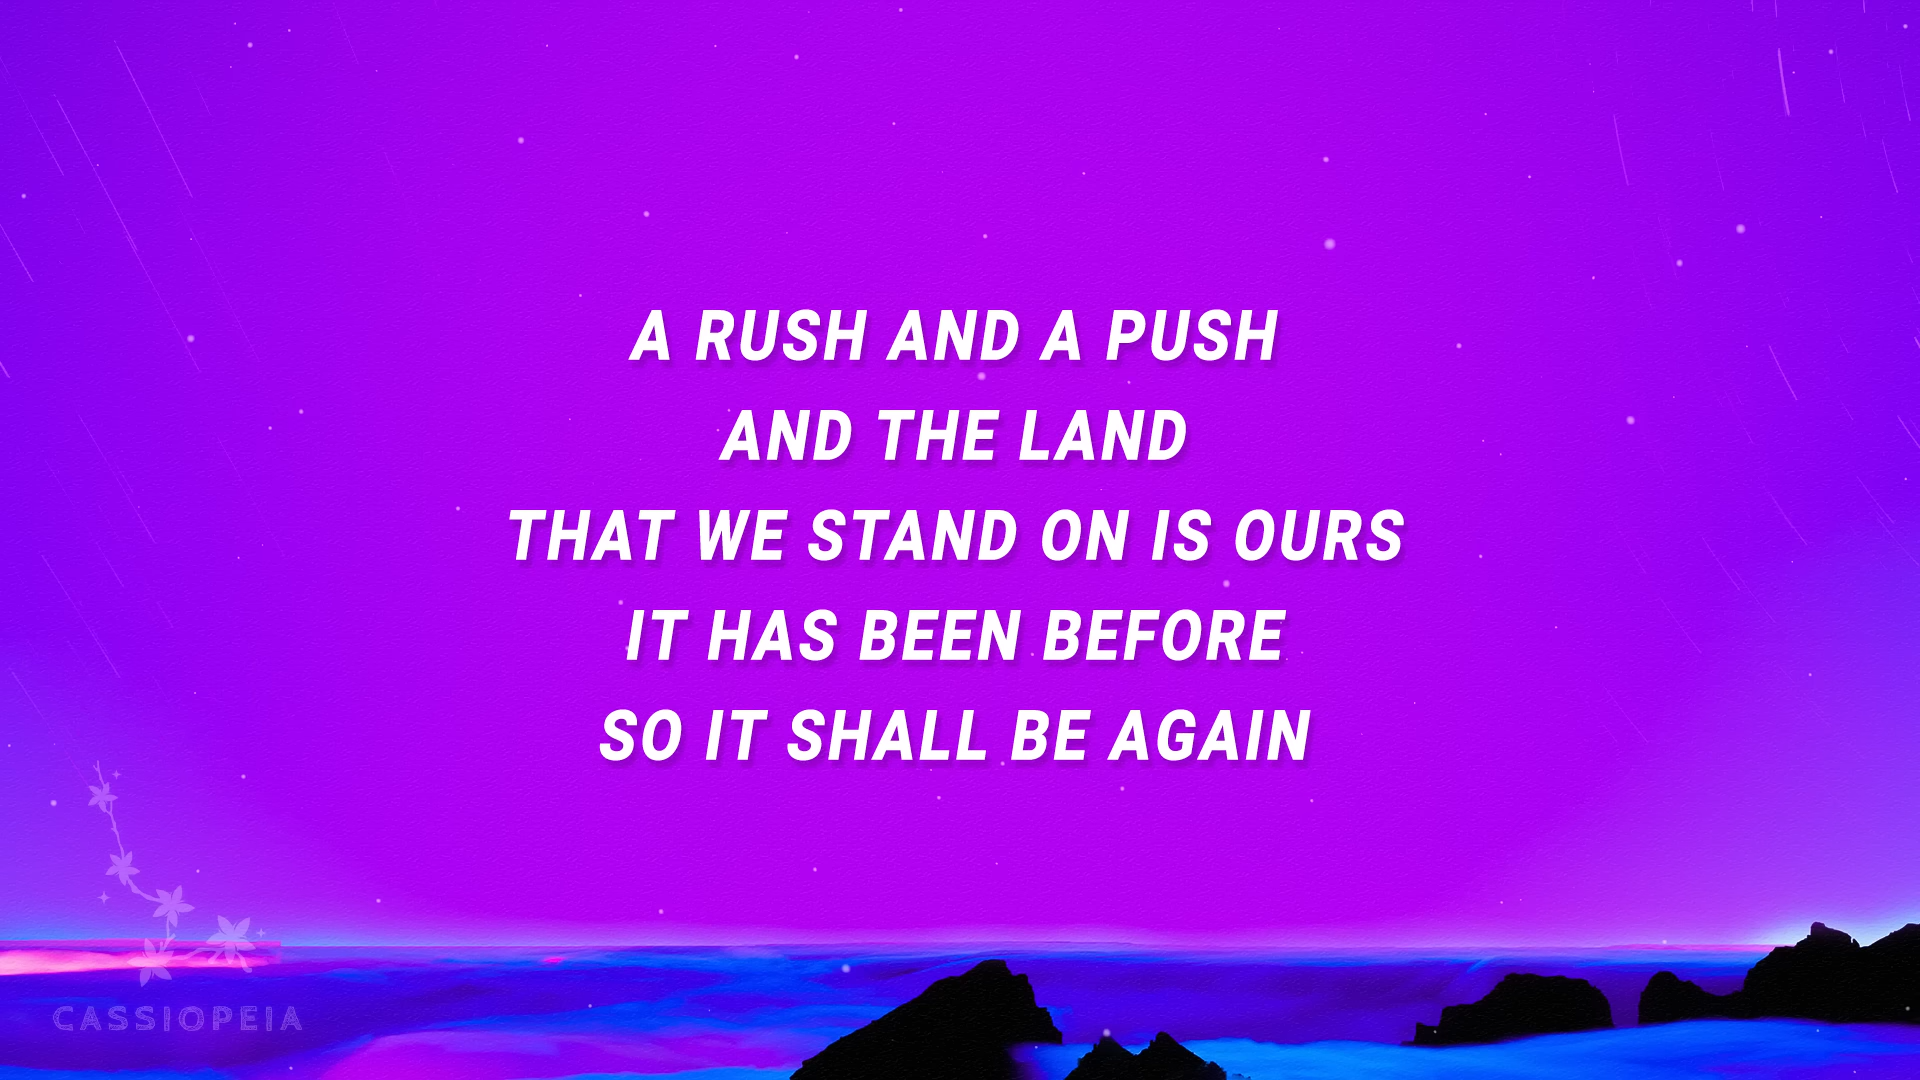 A RUSH AND A PUSH
AND THE LAND
THAT WE STAND ON IS OURS
IT HAS BEEN BEFORE
SO IT SHALL BE AGAIN
CASSIOPEIA